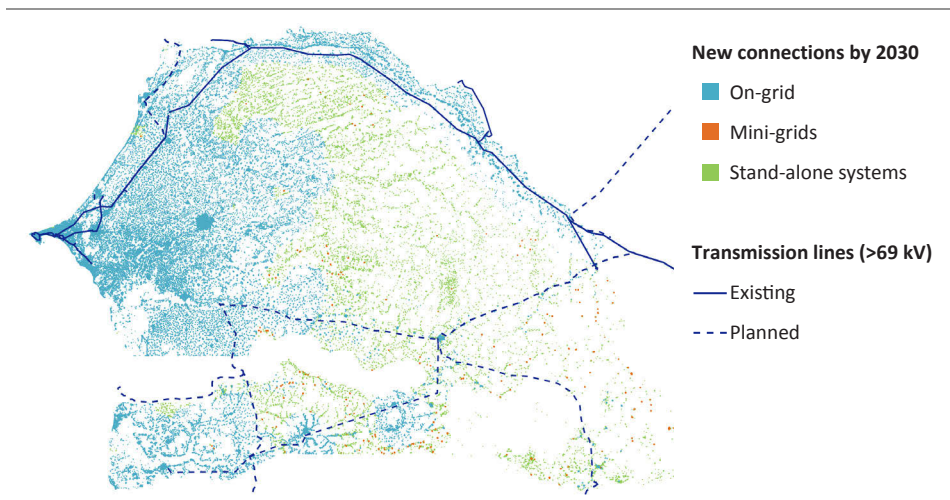 New connections by 2030
On-grid
Mini-grids
Stand-alone systems
Transmission lines (>69 kV)
Existing
Planned